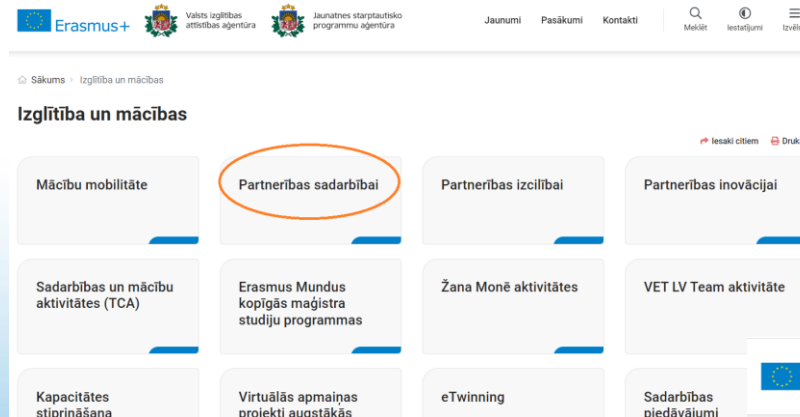 Erasmus+
Valsts izglītības
attīstības aģentūra
Jaunatnes starptautisko
programmu aģentūra
Jaunumi
Pasākumi
Kontakti
Meklēt
Iestatījumi
Izvēl
Sākums
Izglītība un mācības
Izglītība un mācības
Iesaki citiem
Druk
Mācību mobilitāte
Partnerības sadarbībai
Partnerības izcilībai
Partnerības inovācijai
Sadarbības un mācību
aktivitātes (TCA)
Erasmus Mundus
kopīgās maģistra
studiju programmas
Žana Monē aktivitātes
VET LV Team aktivitāte
Kapacitātes
stiprināšana
Virtuālās apmaiņas
projekti augstākās
eTwinning
Sadarbības
piedāvājumi